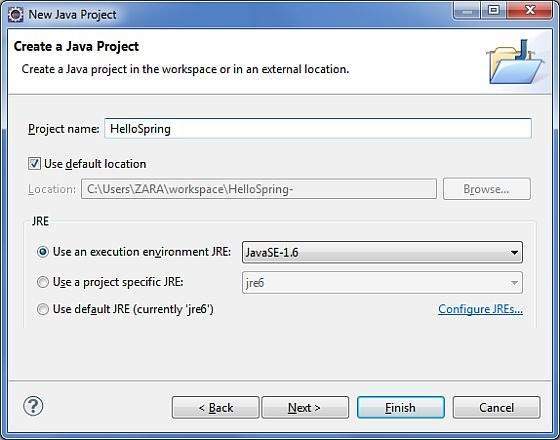 New Java Project
Create a Java Project
Create a Java project in the workspace or in an external location.
Project name: HelloSpring
Use default location
Location: C:\Users\ZARA\workspace\HelloSpring- Browse...
JRE
Use an execution environment JRE: JavaSE-1.6
Use a project specific JRE: jre6
Use default JRE (currently 'jre6') Configure JREs...
? < Back Next > Finish Cancel